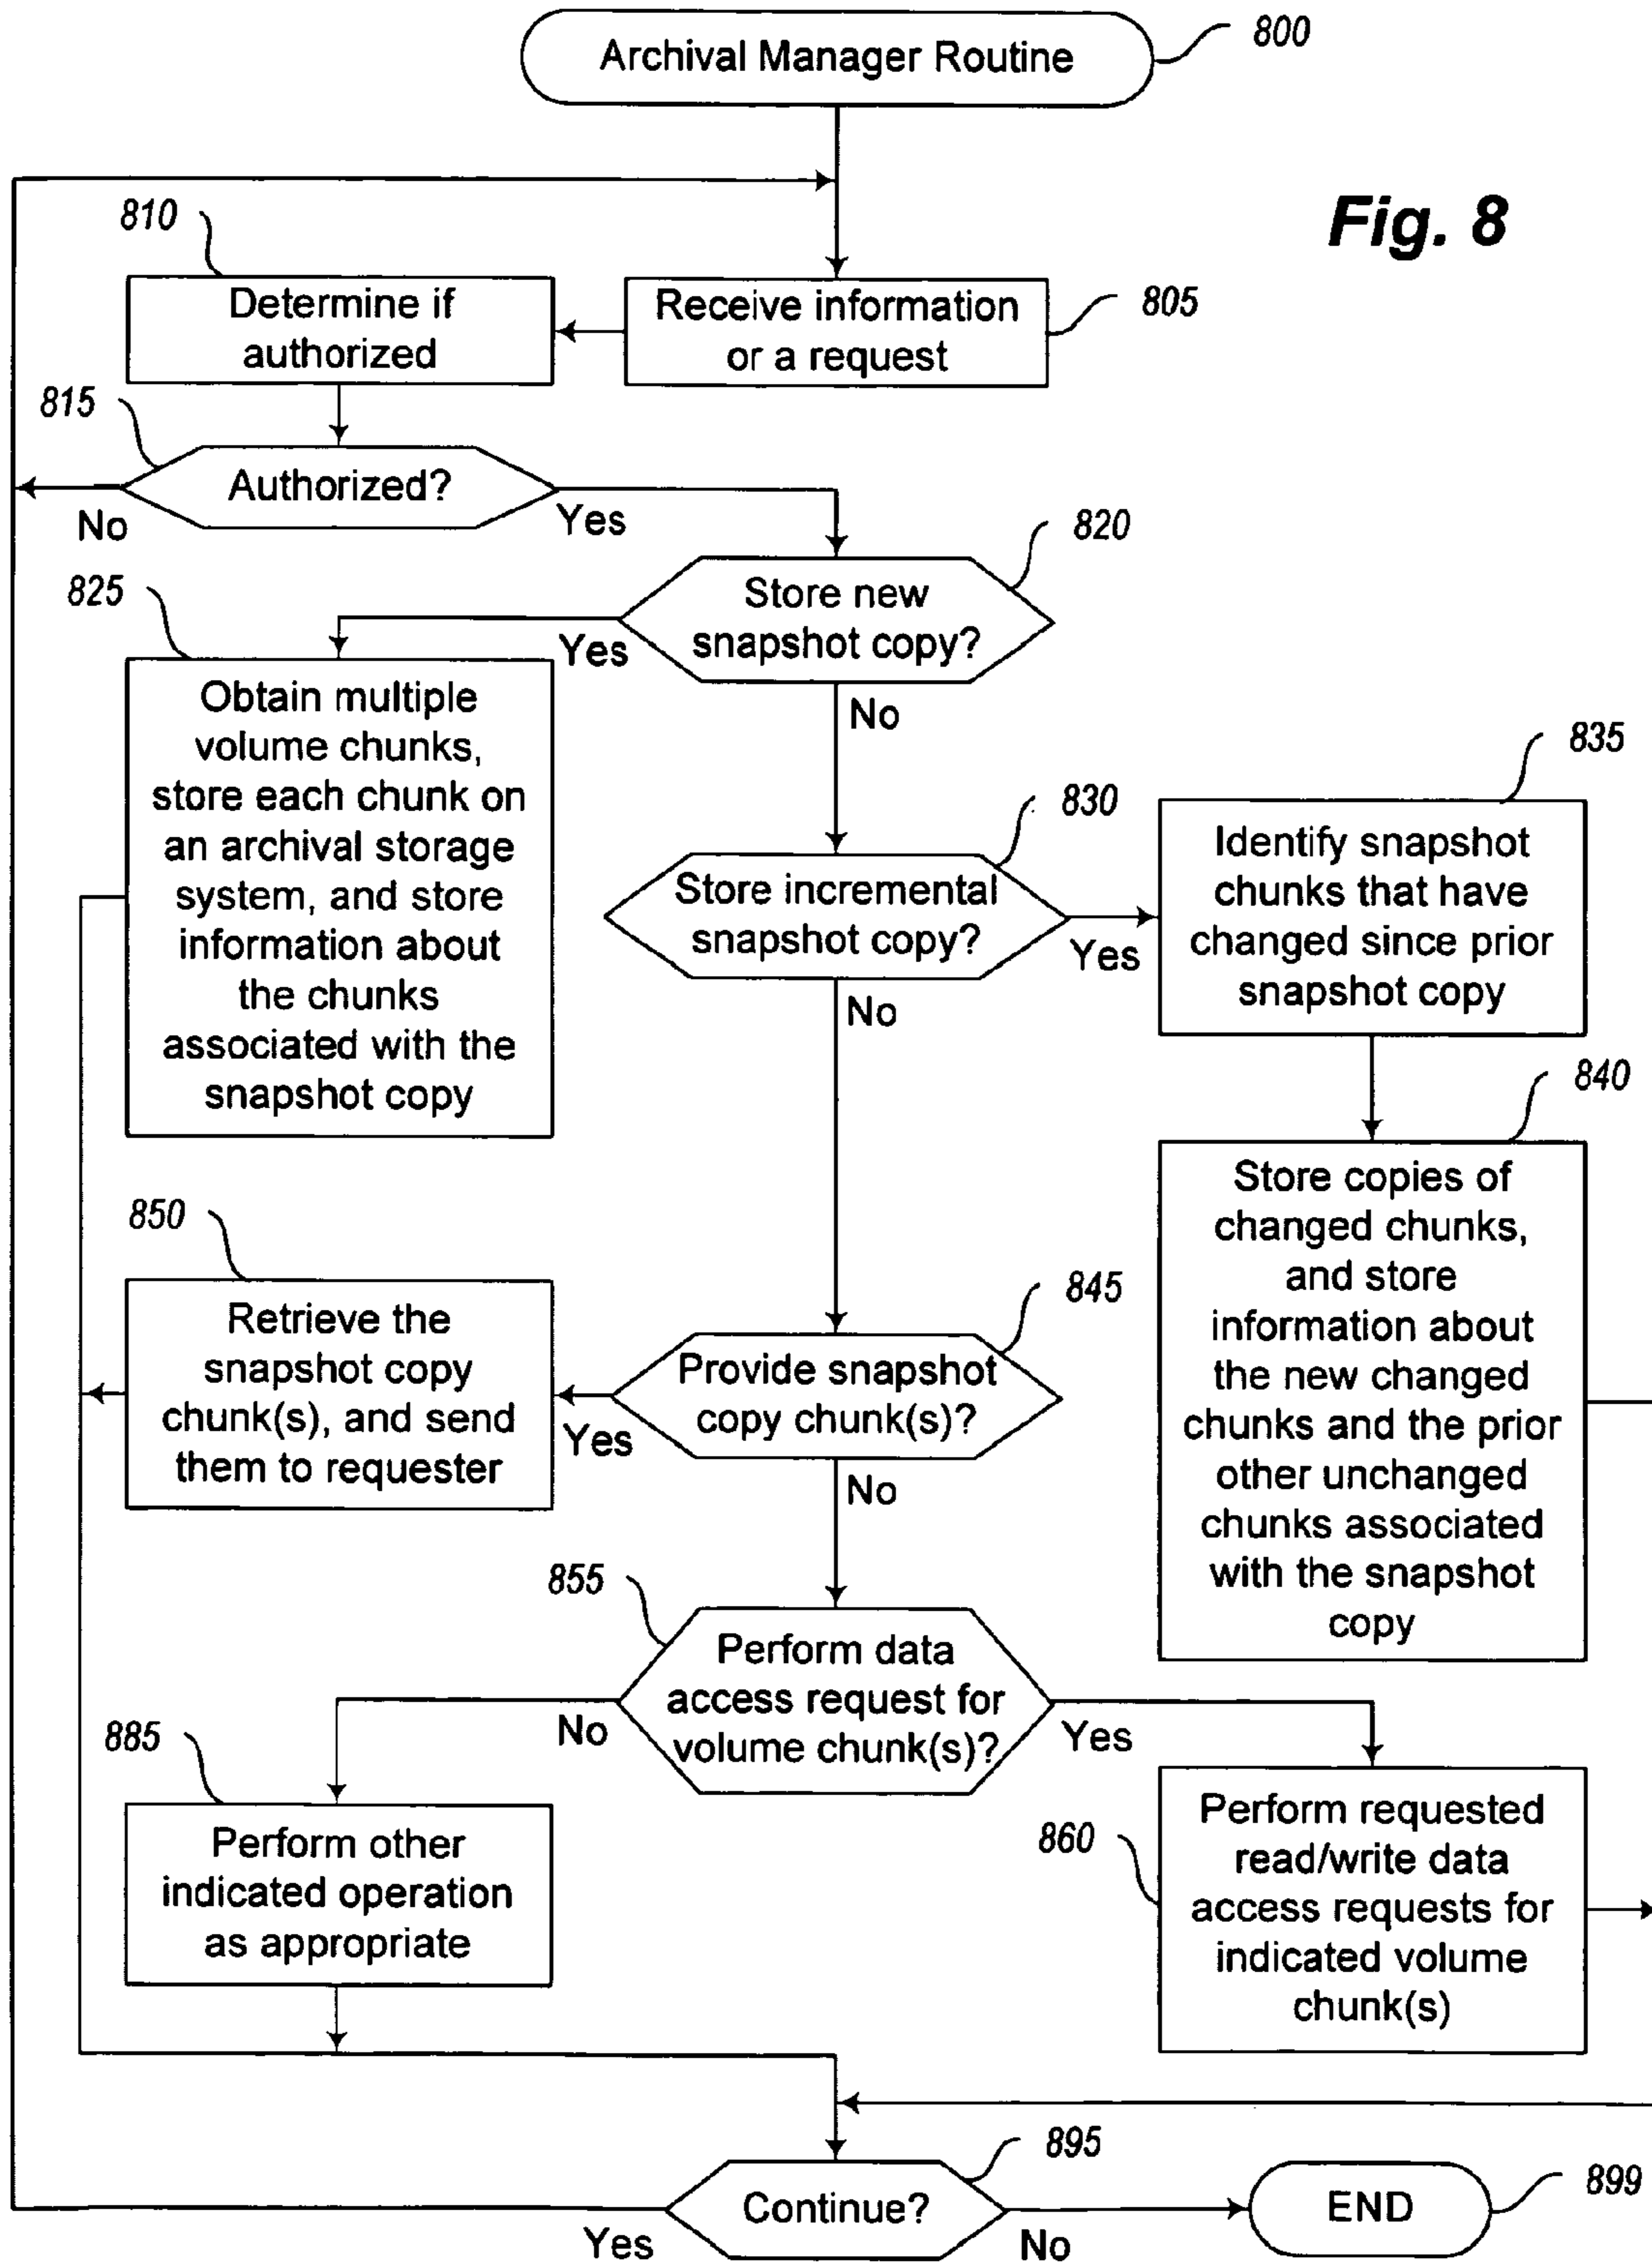 Archival Manager Routine
800
Fig. 8
810
Determine if
authorized
Receive information
or a request
805
815
Authorized?
No
Yes
820
Store new
snapshot copy?
Yes
No
825
Obtain multiple
volume chunks,
store each chunk on
an archival storage
system, and store
information about
the chunks
associated with the
snapshot copy
830
Store incremental
snapshot copy?
Yes
No
835
Identify snapshot
chunks that have
changed since prior
snapshot copy
840
Store copies of
changed chunks,
and store
information about
the new changed
chunks and the prior
other unchanged
chunks associated
with the snapshot
copy
850
Retrieve the
snapshot copy
chunk(s), and send
them to requester
845
Provide snapshot
copy chunk(s)?
Yes
No
855
Perform data
access request for
volume chunk(s)?
No
Yes
885
Perform other
indicated operation
as appropriate
860
Perform requested
read/write data
access requests for
indicated volume
chunk(s)
895
Continue?
Yes
No
END
899